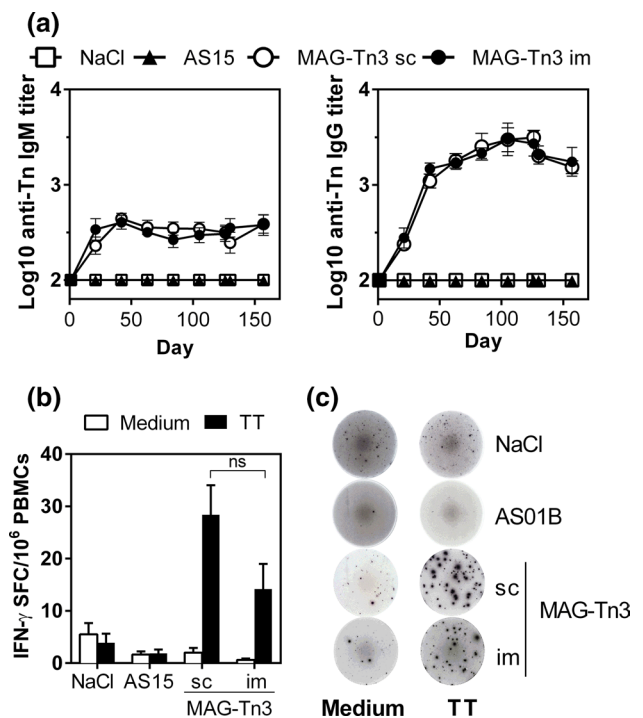 (a)
NaCl AS15 MAG-Tn3 sc MAG-Tn3 im
Log10 anti-Tn IgM titer
4
3
2
0 50 100 150
Day
Log10 anti-Tn IgG titer
4
3
2
0 50 100 150
Day
(b)
Medium TT
IFN-γ SFC/10⁶ PBMCs
40
30
20
10
0
ns
NaCl AS15 sc im
MAG-Tn3
(c)
NaCl
AS01B
sc
MAG-Tn3
im
Medium TT